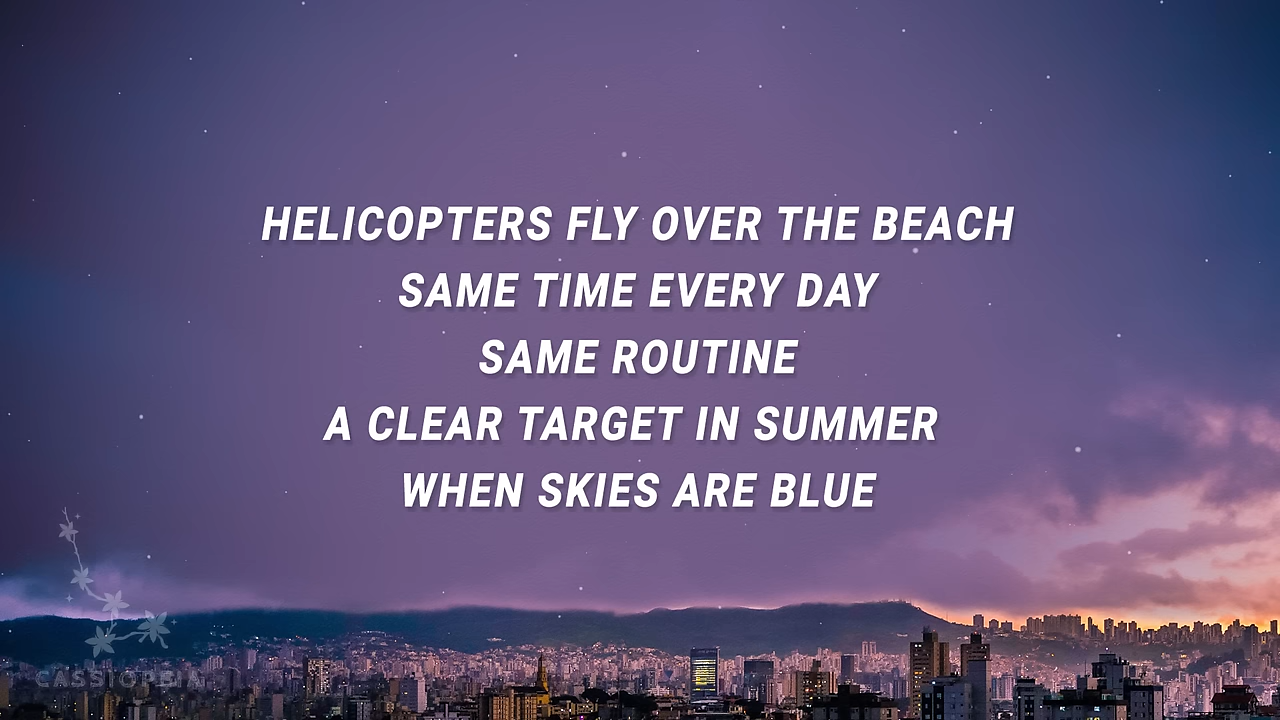 HELICOPTERS FLY OVER THE BEACH
SAME TIME EVERY DAY
SAME ROUTINE
A CLEAR TARGET IN SUMMER
WHEN SKIES ARE BLUE
CASSIOPEIA